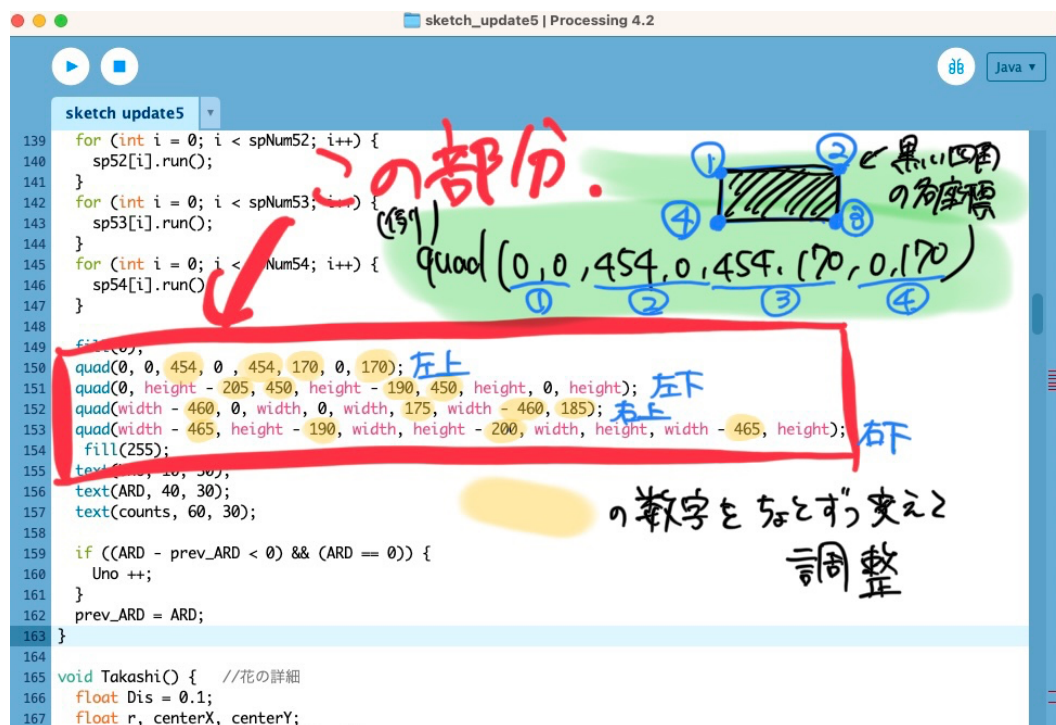 sketch_update5 | Processing 4.2
Java ▾
sketch update5
139 for (int i = 0; i < spNum52; i++) {
140 sp52[i].run();
141 }
142 for (int i = 0; i < spNum53; i++) {
143 sp53[i].run();
144 }
145 for (int i = 0; i < Num54; i++) {
146 sp54[i].run()
147 }
148
149 fill(0);
150 quad(0, 0, 454, 0 , 454, 170, 0, 170);
151 quad(0, height - 205, 450, height - 190, 450, height, 0, height);
152 quad(width - 460, 0, width, 0, width, 175, width - 460, 185);
153 quad(width - 465, height - 190, width, height - 200, width, height, width - 465, height);
154 fill(255);
155 text( 10, 30);
156 text(ARD, 40, 30);
157 text(counts, 60, 30);
158
159 if ((ARD - prev_ARD < 0) && (ARD == 0)) {
160 Uno ++;
161 }
162 prev_ARD = ARD;
163 }
164
165 void Takashi() { //花の詳細
166 float Dis = 0.1;
167 float r, centerX, centerY;
この部分.
① ②
④ ③
←黒い四角
の各座標
(例)
quad(0,0,454,0,454,170,0,170)
① ② ③ ④
左上
左下
右上
右下
の数字をちょとずつ変えて
調整